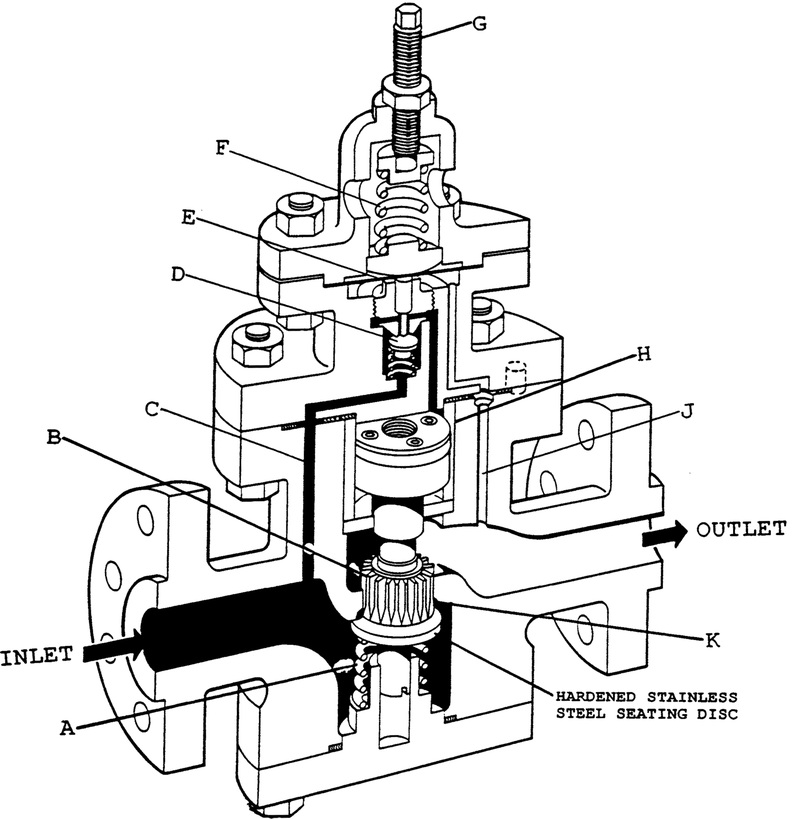 G
F
E
D
H
C
J
B
OUTLET
K
INLET
HARDENED STAINLESS
STEEL SEATING DISC
A